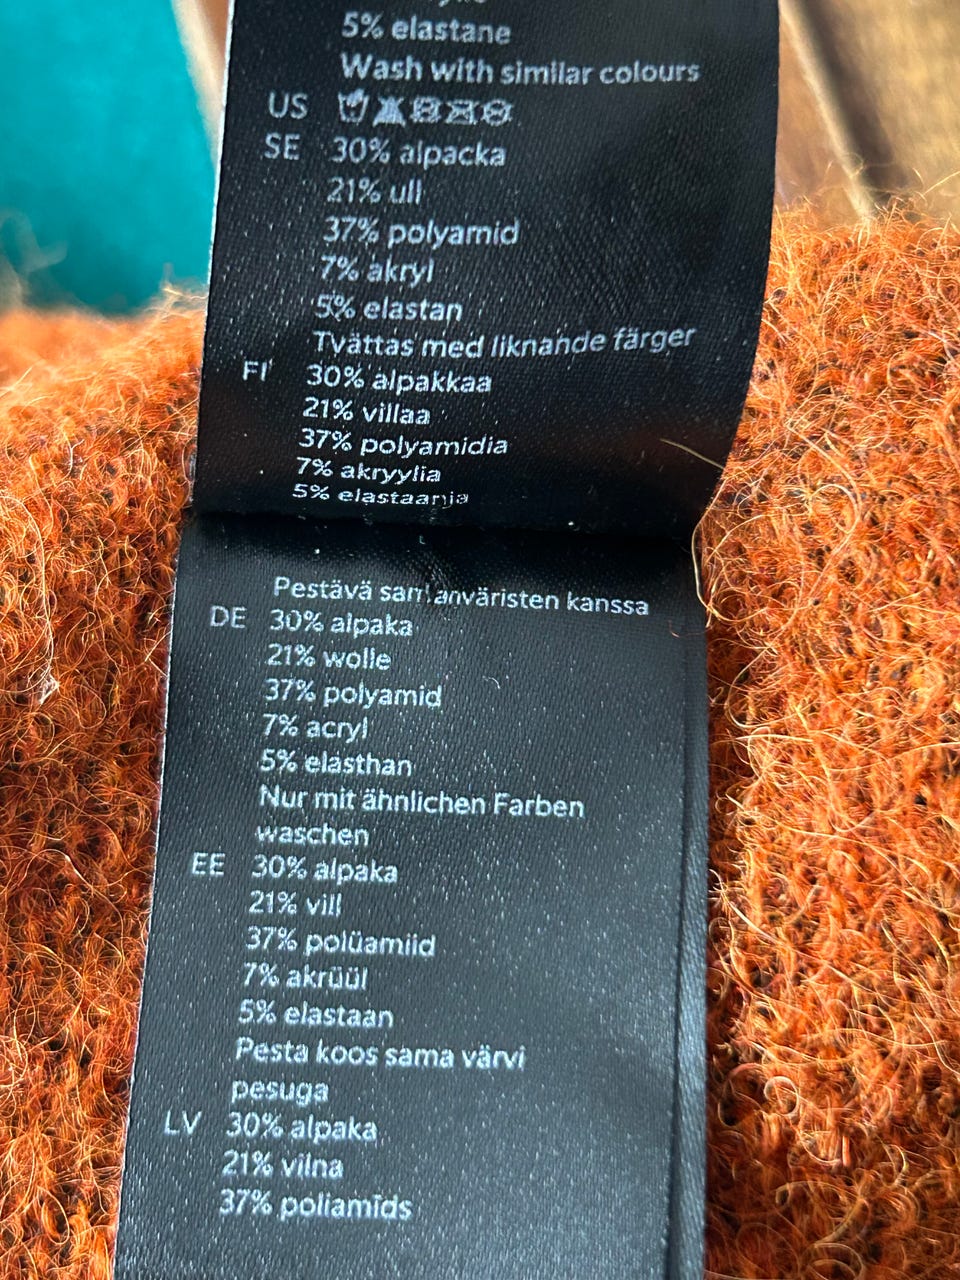 5% elastane
Wash with similar colours
US
SE 30% alpacka
21% ull
37% polyamid
7% akryl
5% elastan
Tvättas med liknande färger
FI 30% alpakkaa
21% villaa
37% polyamidia
7% akryylia
5% elastaania
Pestävä samanväristen kanssa
DE 30% alpaka
21% wolle
37% polyamid
7% acryl
5% elasthan
Nur mit ähnlichen Farben
waschen
EE 30% alpaka
21% vill
37% polüamiid
7% akrüül
5% elastaan
Pesta koos sama värvi
pesuga
LV 30% alpaka
21% vilna
37% poliamīds